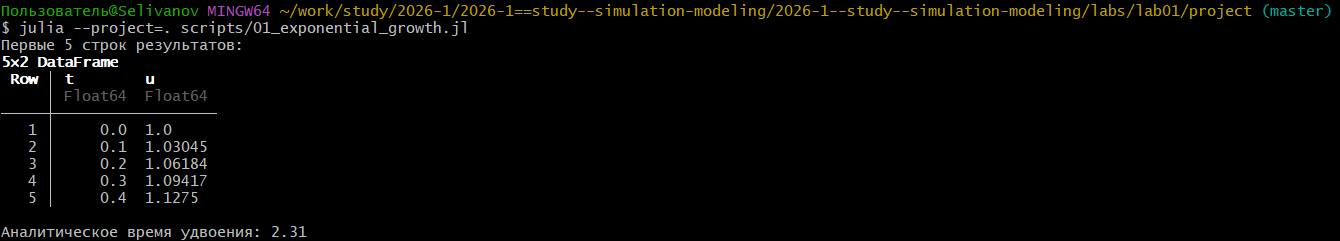 Пользователь@Selivanov MINGW64 ~/work/study/2026-1/2026-1==study--simulation-modeling/2026-1--study--simulation-modeling/labs/lab01/project (master)
$ julia --project=. scripts/01_exponential_growth.jl
Первые 5 строк результатов:
5×2 DataFrame
Row │ t u
│ Float64 Float64
1 │ 0.0 1.0
2 │ 0.1 1.03045
3 │ 0.2 1.06184
4 │ 0.3 1.09417
5 │ 0.4 1.1275
Аналитическое время удвоения: 2.31